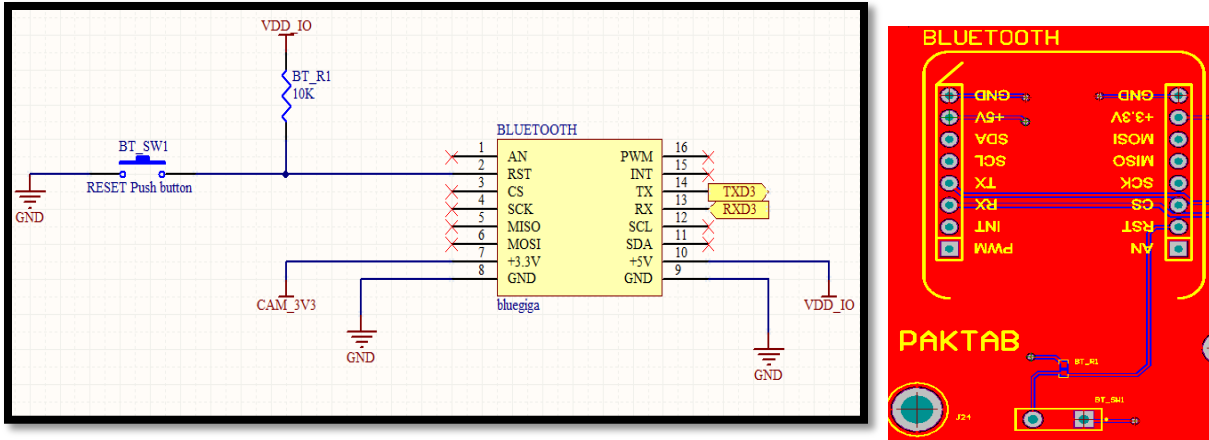 VDD_IO
BT_R1
10K
BT_SW1
RESET Push button
GND
BLUETOOTH
1 AN PWM 16
2 RST INT 15
3 CS TX 14 TXD3
4 SCK RX 13 RXD3
5 MISO SCL 12
6 MOSI SDA 11
7 +3.3V +5V 10
8 GND GND 9
bluegiga
CAM_3V3
VDD_IO
GND
GND
BLUETOOTH
GND GND
+5V +3.3V
SDA MOSI
SCL MISO
TX SCK
RX CS
INT RST
PWM AN
PAKTAB
BT_R1
BT_SW1
J24